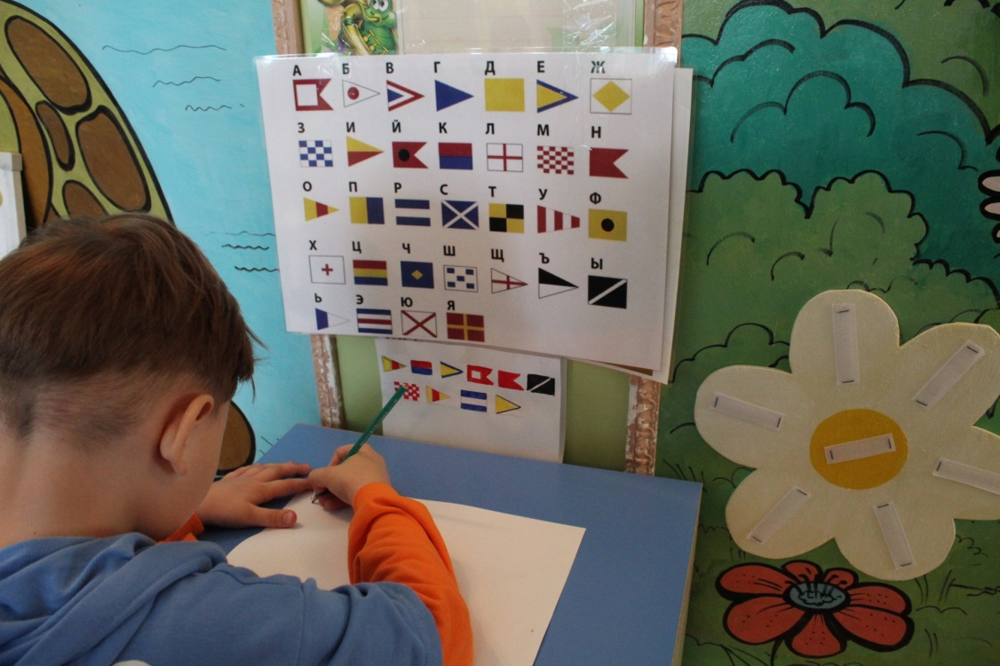 А Б В Г Д Е Ж
З И Й К Л М Н
О П Р С Т У Ф
Х Ц Ч Ш Щ Ъ Ы
Ь Э Ю Я